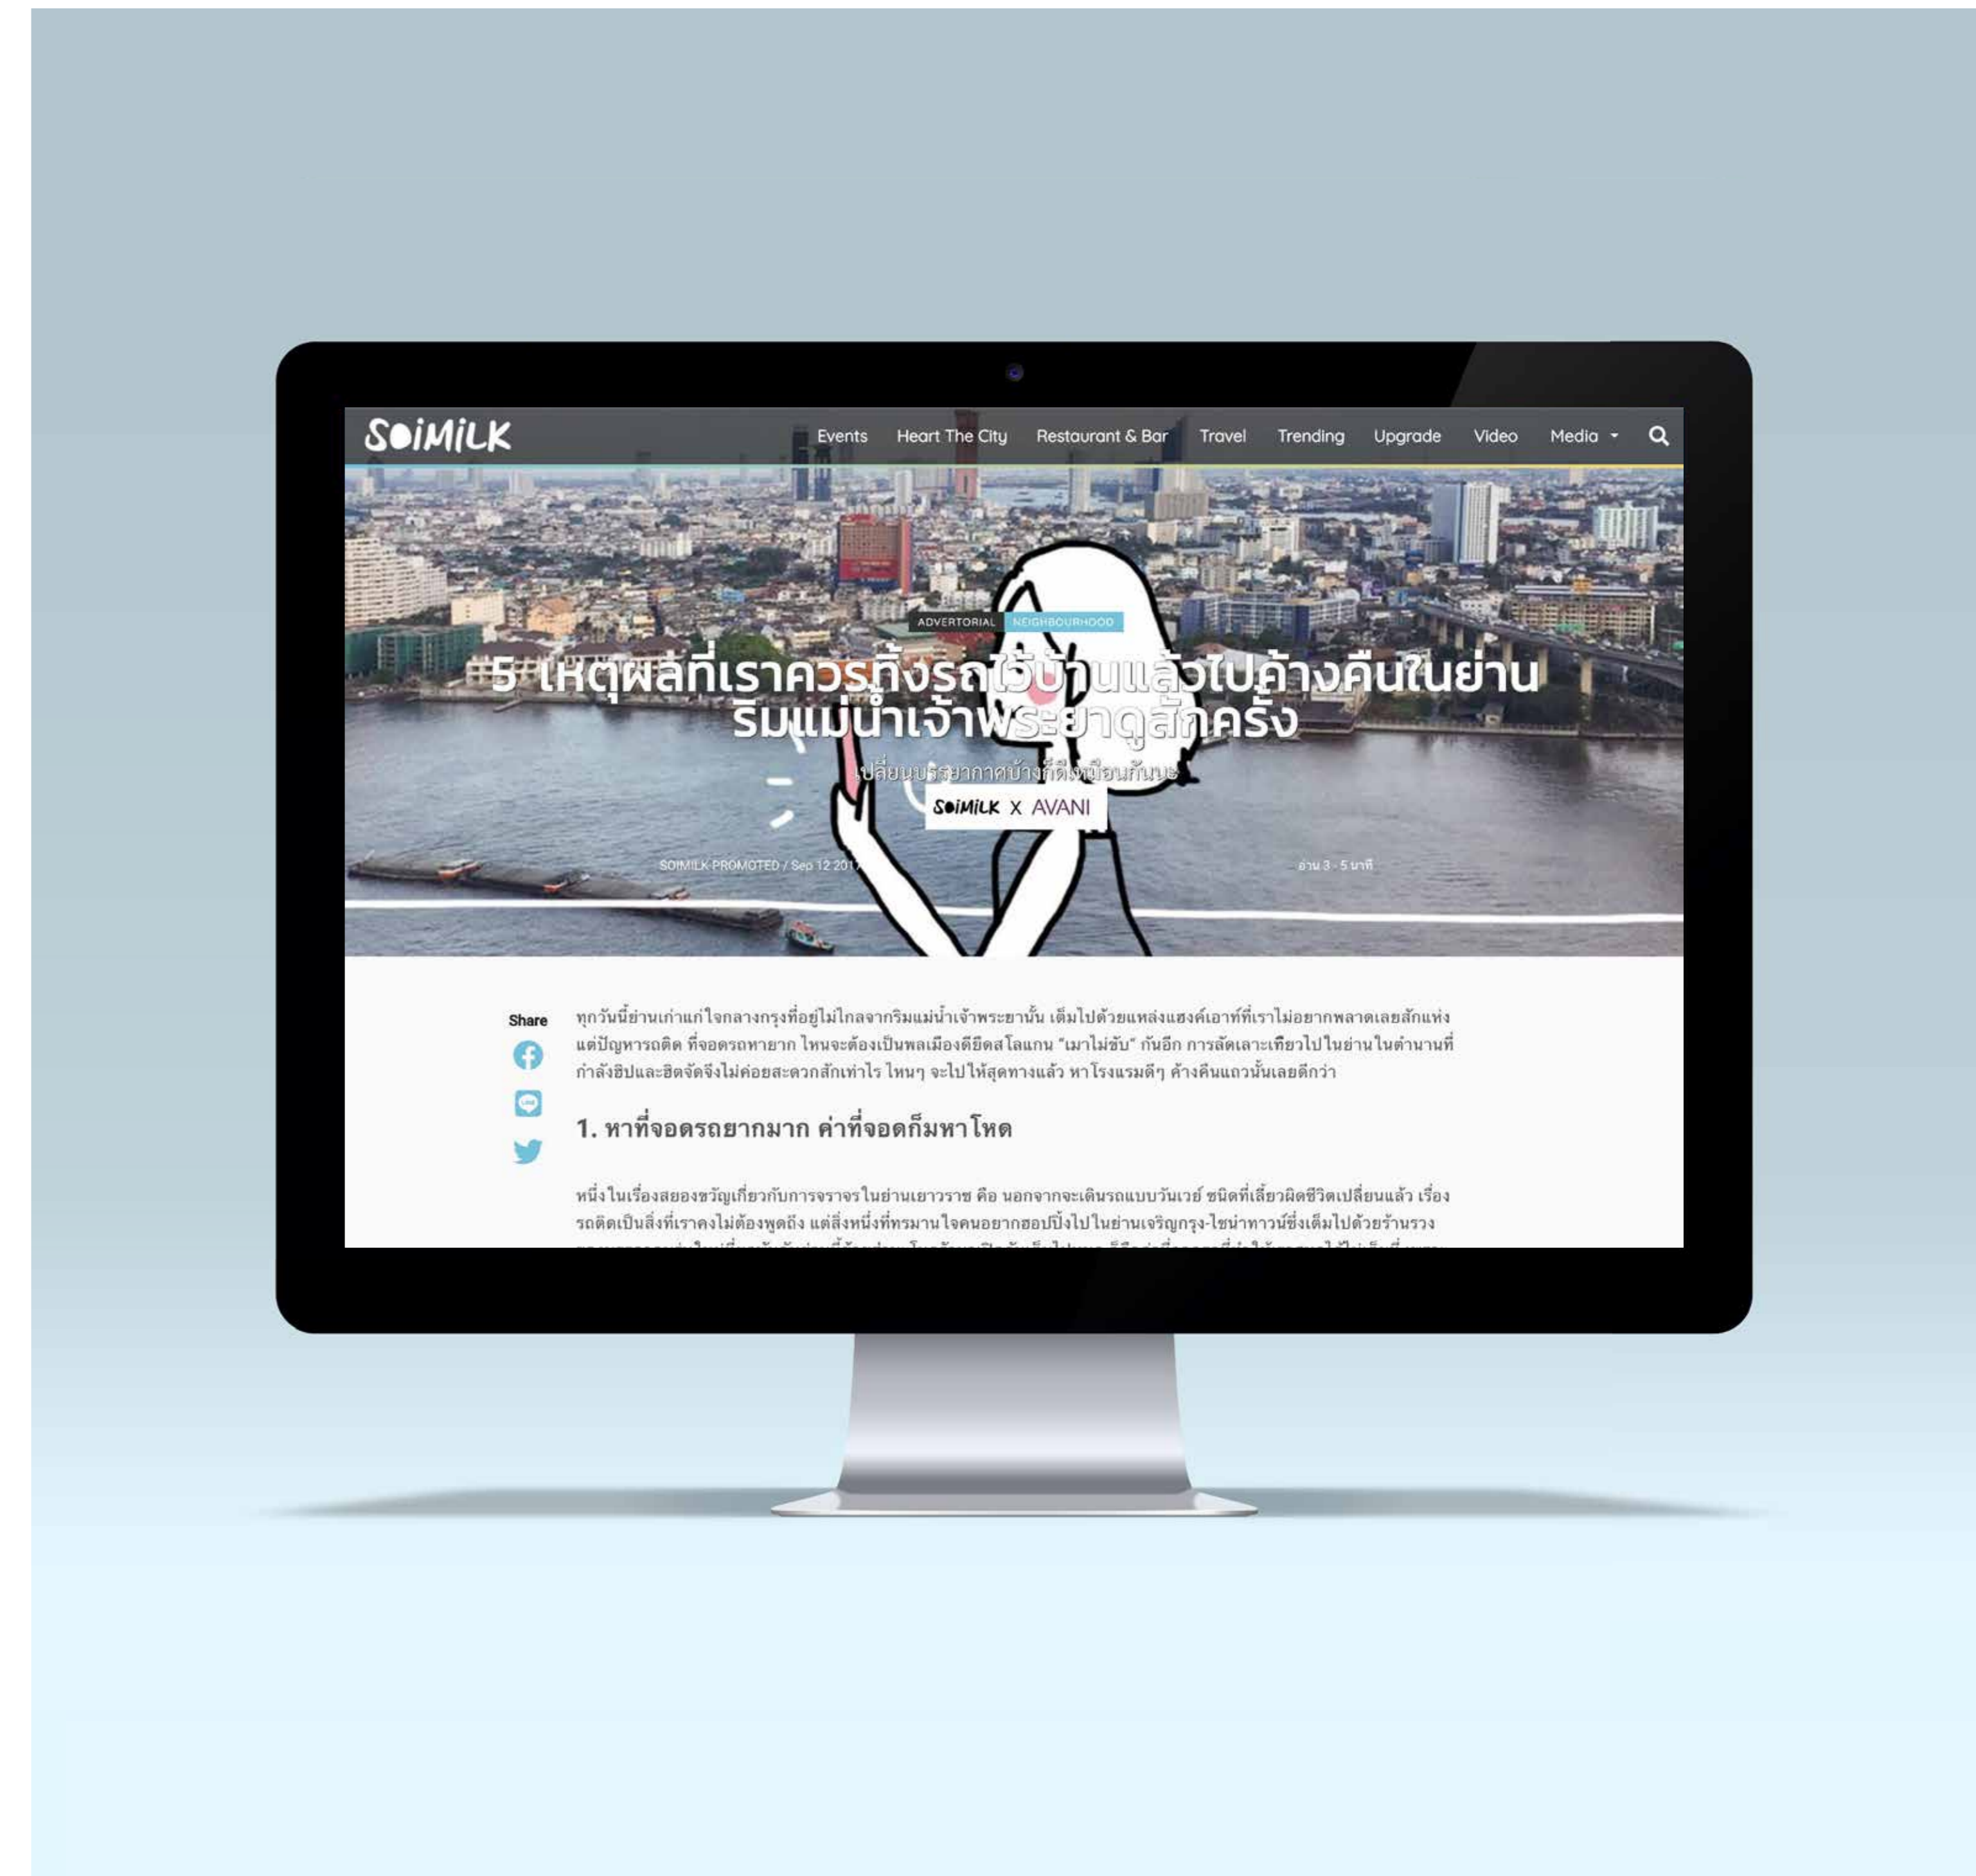 SOiMiLK
Events Heart The City Restaurant & Bar Travel Trending Upgrade Video Media
ADVERTORIAL NEIGHBOURHOOD
5 เหตุผลที่เราควรทิ้งรถไว้บ้านแล้วไปค้างคืนในย่าน
ริมแม่น้ำเจ้าพระยาดูสักครั้ง
เปลี่ยนบรรยากาศบ้างก็ดีเหมือนกันนะ
SOiMiLK X AVANI
SOIMILK-PROMOTED / Sep 12 2017
อ่าน 3 - 5 นาที
Share
ทุกวันนี้ย่านเก่าแก่ใจกลางกรุงที่อยู่ไม่ไกลจากริมแม่น้ำเจ้าพระยานั้น เต็มไปด้วยแหล่งแฮงค์เอาท์ที่เราไม่อยากพลาดเลยสักแห่ง
แต่ปัญหารถติด ที่จอดรถหายาก ไหนจะต้องเป็นพลเมืองดียึดสโลแกน "เมาไม่ขับ" กันอีก การลัดเลาะเที่ยวไปในย่านในตำนานที่
กำลังฮิปและฮิตจัดจึงไม่ค่อยสะดวกสักเท่าไร ไหนๆ จะไปให้สุดทางแล้ว หาโรงแรมดีๆ ค้างคืนแถวนั้นเลยดีกว่า
1. หาที่จอดรถยากมาก ค่าที่จอดก็มหาโหด
หนึ่งในเรื่องสยองขวัญเกี่ยวกับการจราจรในย่านเยาวราช คือ นอกจากจะเดินรถแบบวันเวย์ ชนิดที่เลี้ยวผิดชีวิตเปลี่ยนแล้ว เรื่อง
รถติดเป็นสิ่งที่เราคงไม่ต้องพูดถึง แต่สิ่งหนึ่งที่ทรมานใจคนอยากฮอปปิ้งไปในย่านเจริญกรุง-ไชน่าทาวน์ซึ่งเต็มไปด้วยร้านรวง